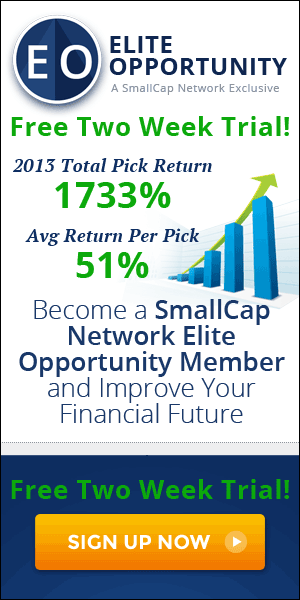 EO
ELITE
OPPORTUNITY
A SmallCap Network Exclusive
Free Two Week Trial!
2013 Total Pick Return
1733%
Avg Return Per Pick
51%
Become a SmallCap
Network Elite
Opportunity Member
and Improve Your
Financial Future
Free Two Week Trial!
SIGN UP NOW